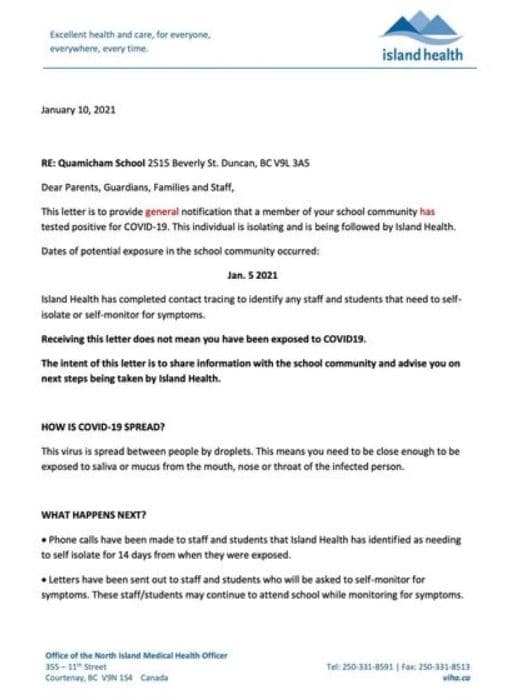 Excellent health and care, for everyone,
everywhere, every time.
island health
January 10, 2021
RE: Quamicham School 2515 Beverly St. Duncan, BC V9L 3A5
Dear Parents, Guardians, Families and Staff,
This letter is to provide general notification that a member of your school community has
tested positive for COVID-19. This individual is isolating and is being followed by Island Health.
Dates of potential exposure in the school community occurred:
Jan. 5 2021
Island Health has completed contact tracing to identify any staff and students that need to self-
isolate or self-monitor for symptoms.
Receiving this letter does not mean you have been exposed to COVID19.
The intent of this letter is to share information with the school community and advise you on
next steps being taken by Island Health.
HOW IS COVID-19 SPREAD?
This virus is spread between people by droplets. This means you need to be close enough to be
exposed to saliva or mucus from the mouth, nose or throat of the infected person.
WHAT HAPPENS NEXT?
• Phone calls have been made to staff and students that Island Health has identified as needing
to self isolate for 14 days from when they were exposed.
• Letters have been sent out to staff and students who will be asked to self-monitor for
symptoms. These staff/students may continue to attend school while monitoring for symptoms.
Office of the North Island Medical Health Officer
355 – 11th Street
Courtenay, BC V9N 1S4 Canada
Tel: 250-331-8591 | Fax: 250-331-8513
viha.ca